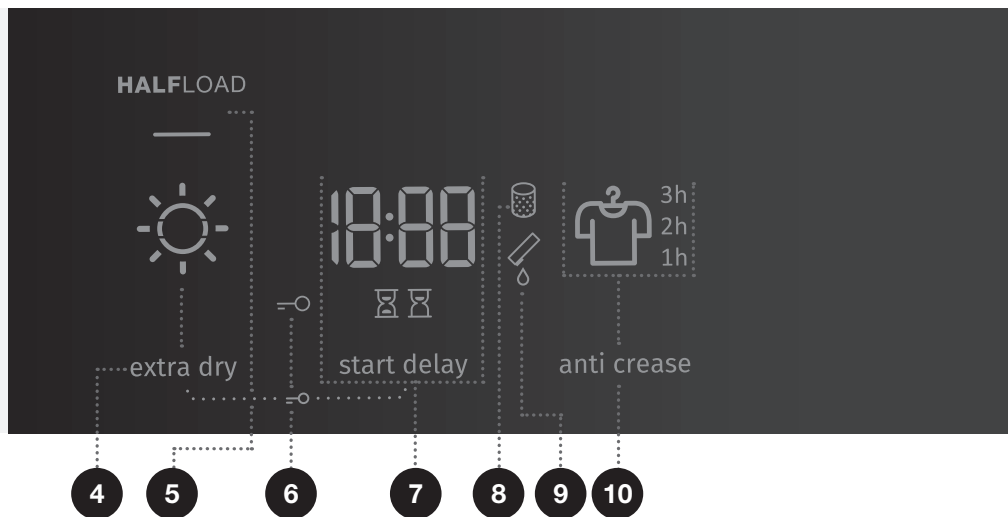 HALFLOAD
18:88
3h
2h
1h
extra dry
start delay
anti crease
4
5
6
7
8
9
10